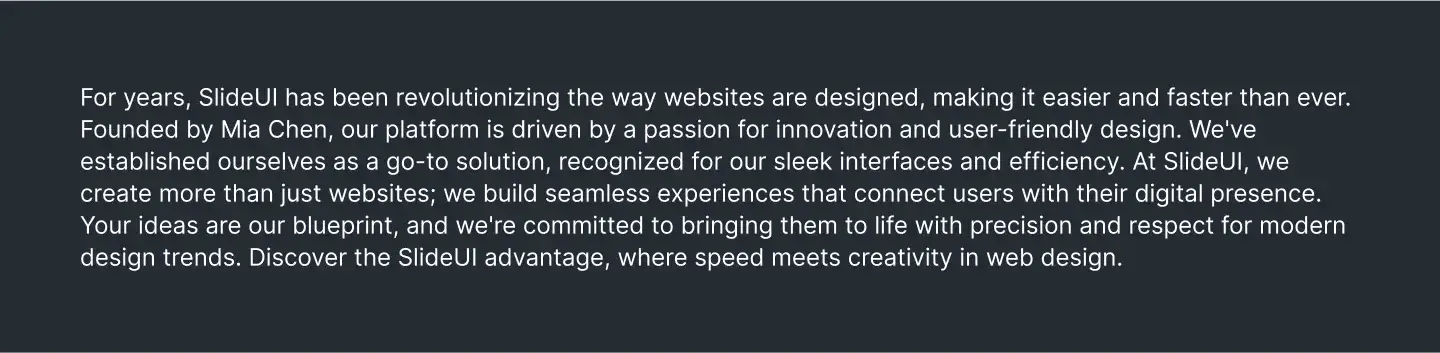 For years, SlideUI has been revolutionizing the way websites are designed, making it easier and faster than ever.
Founded by Mia Chen, our platform is driven by a passion for innovation and user-friendly design. We've
established ourselves as a go-to solution, recognized for our sleek interfaces and efficiency. At SlideUI, we
create more than just websites; we build seamless experiences that connect users with their digital presence.
Your ideas are our blueprint, and we're committed to bringing them to life with precision and respect for modern
design trends. Discover the SlideUI advantage, where speed meets creativity in web design.